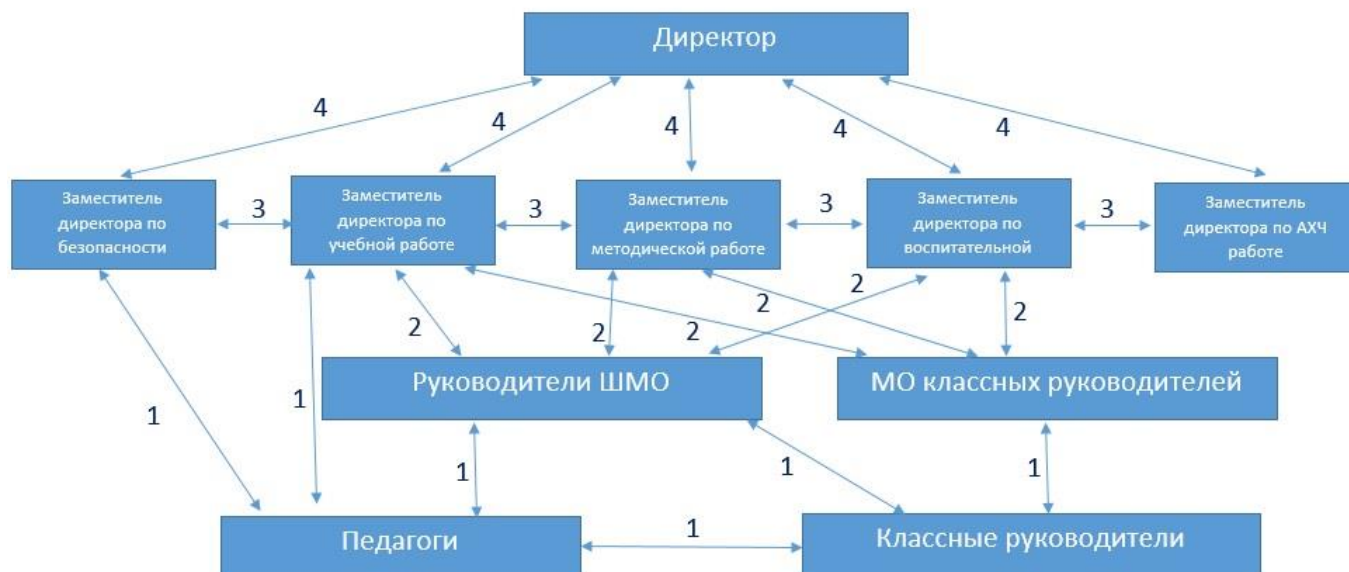 Директор
4
4
4
4
4
Заместитель
директора по
безопасности
3
Заместитель
директора по
учебной работе
3
Заместитель
директора по
методической работе
3
Заместитель
директора по
воспитательной
3
Заместитель
директора по АХЧ
работе
2
2
2
2
2
2
1
1
Руководители ШМО
МО классных руководителей
1
1
1
Педагоги
1
Классные руководители